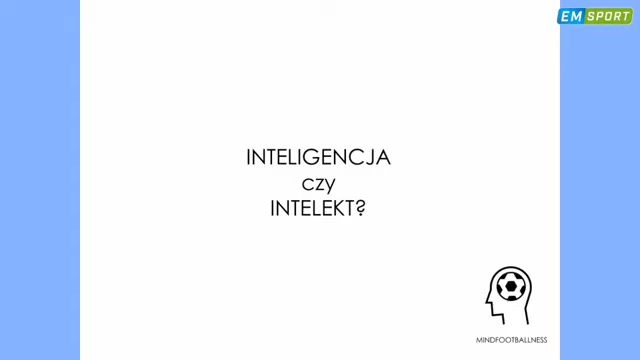 EM SPORT
INTELIGENCJA
czy
INTELEKT?
MINDFOOTBALLNESS